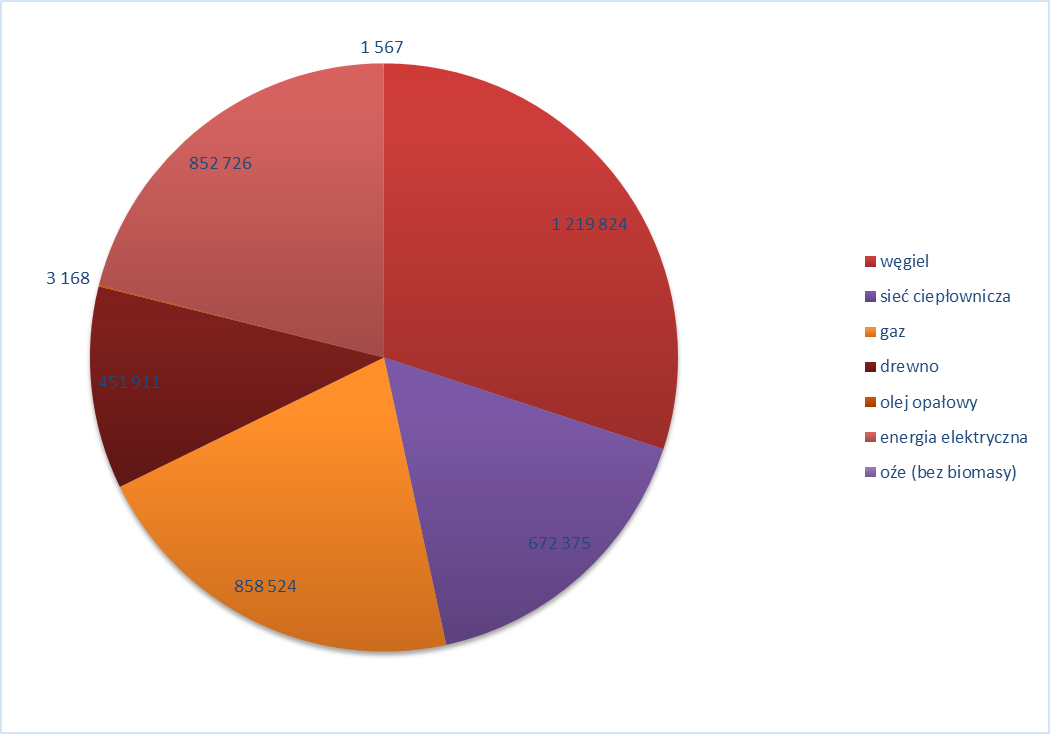 1 567
852 726
1 219 824
3 168
451 911
672 375
858 524
węgiel
sieć ciepłownicza
gaz
drewno
olej opałowy
energia elektryczna
oźe (bez biomasy)